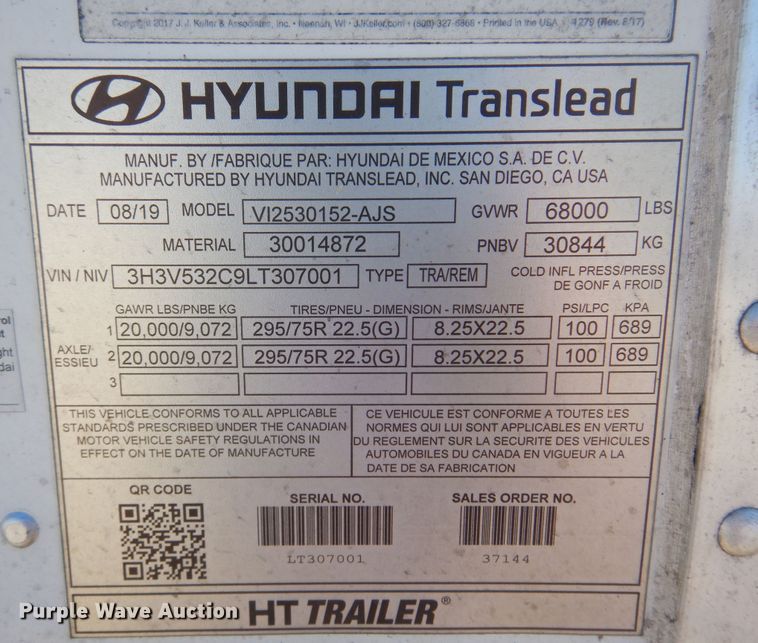 Copyright 2017 J. J. Keller & Associates, Inc. • Neenah, WI • JJKeller.com • (800) 327-6868 • Printed in the USA 1279 (Rev. 8/17)
HYUNDAI Translead
MANUF. BY /FABRIQUE PAR: HYUNDAI DE MEXICO S.A. DE C.V.
MANUFACTURED BY HYUNDAI TRANSLEAD, INC. SAN DIEGO, CA USA
DATE 08/19 MODEL VI2530152-AJS GVWR 68000 LBS
MATERIAL 30014872 PNBV 30844 KG
VIN / NIV 3H3V532C9LT307001 TYPE TRA/REM COLD INFL PRESS/PRESS
DE GONF A FROID
GAWR LBS/PNBE KG TIRES/PNEU - DIMENSION - RIMS/JANTE PSI/LPC KPA
1 20,000/9,072 295/75R 22.5(G) 8.25X22.5 100 689
AXLE/
ESSIEU
2 20,000/9,072 295/75R 22.5(G) 8.25X22.5 100 689
3
THIS VEHICLE CONFORMS TO ALL APPLICABLE
STANDARDS PRESCRIBED UNDER THE CANADIAN
MOTOR VEHICLE SAFETY REGULATIONS IN
EFFECT ON THE DATE OF MANUFACTURE
CE VEHICULE EST CONFORME A TOUTES LES
NORMES QUI LUI SONT APPLICABLES EN VERTU
DU REGLEMENT SUR LA SECURITE DES VEHICULES
AUTOMOBILES DU CANADA EN VIGUEUR A LA
DATE DE SA FABRICATION
QR CODE
SERIAL NO.
LT307001
SALES ORDER NO.
37144
Purple Wave Auction
HT TRAILER®